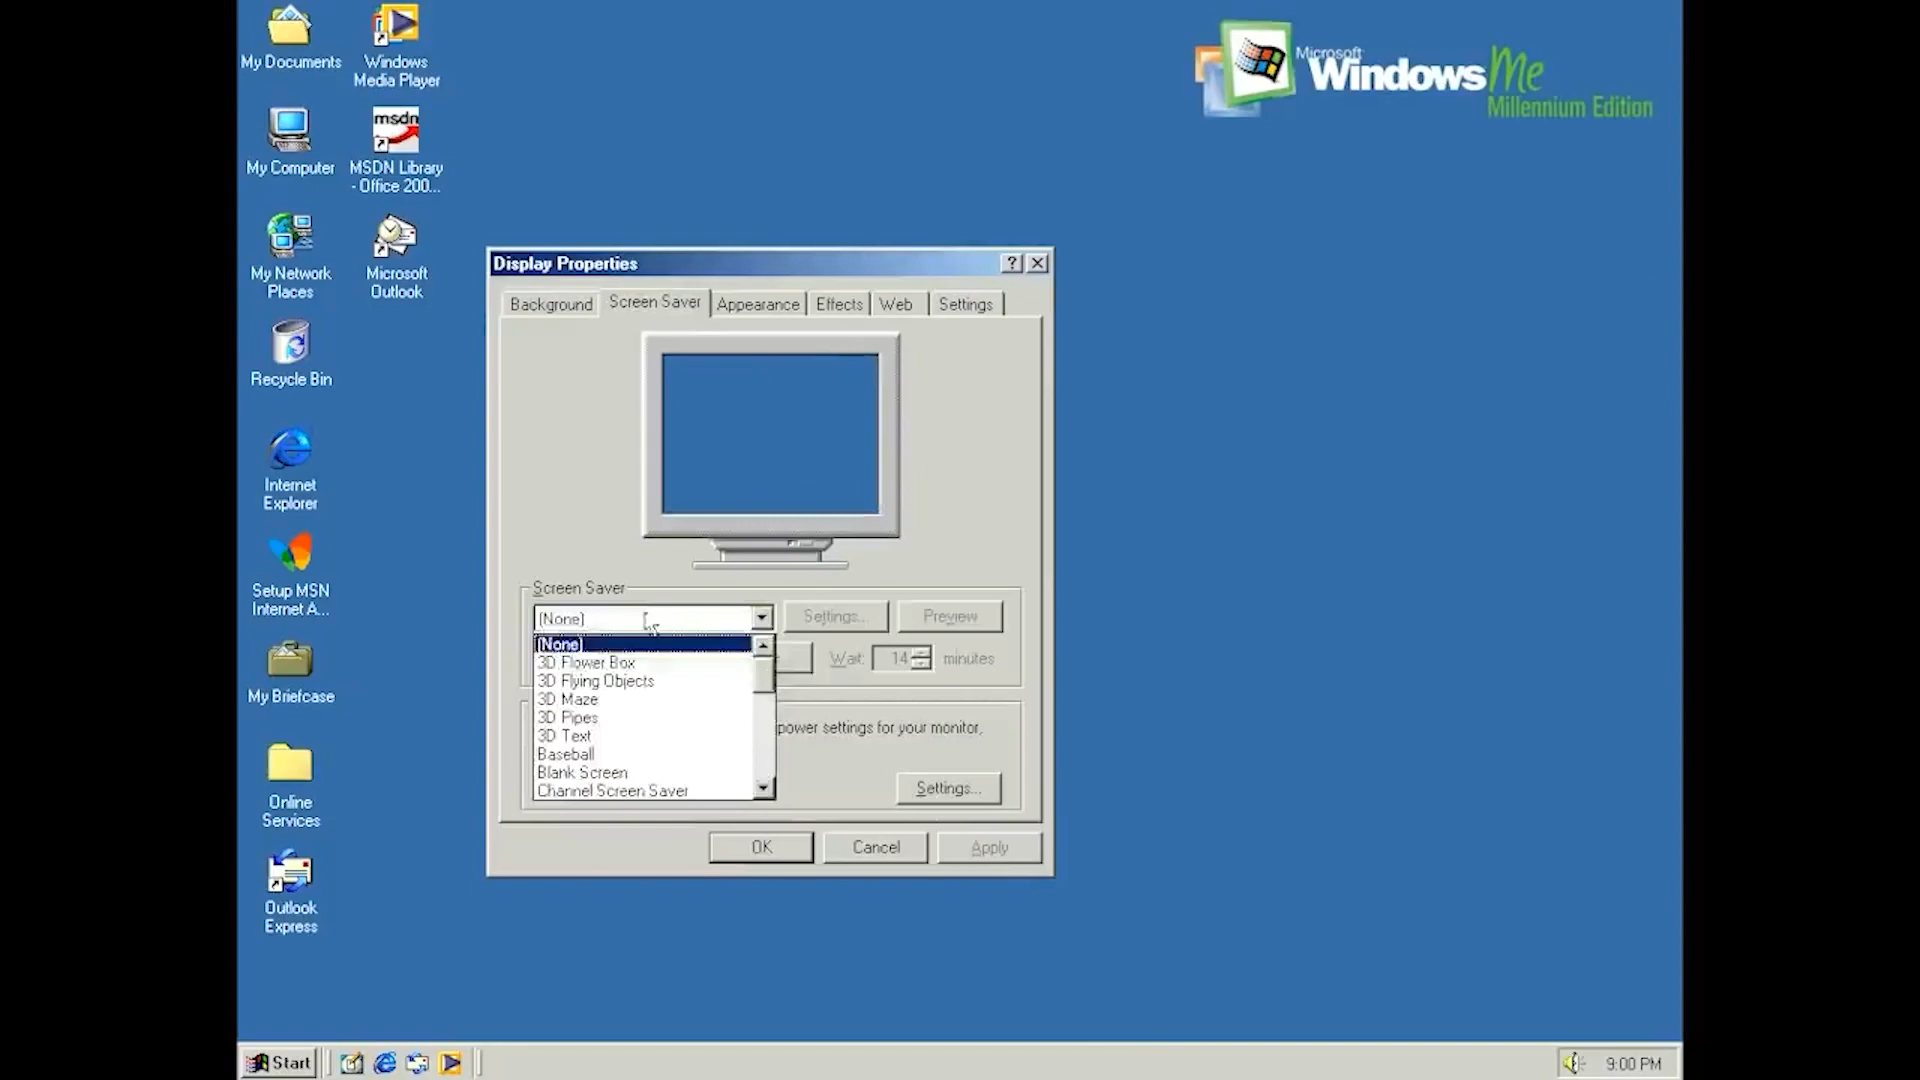 My Documents
Windows
Media Player
My Computer
msdn
MSDN Library
- Office 200...
My Network
Places
Microsoft
Outlook
Recycle Bin
Internet
Explorer
Setup MSN
Internet A...
My Briefcase
Online
Services
Outlook
Express
Microsoft
Windows Me
Millennium Edition
Display Properties
Background
Screen Saver
Appearance
Effects
Web
Settings
Screen Saver
(None)
Settings...
Preview
(None)
3D Flower Box
3D Flying Objects
3D Maze
3D Pipes
3D Text
Baseball
Blank Screen
Channel Screen Saver
Wait: 14 minutes
power settings for your monitor,
Settings...
OK
Cancel
Apply
Start
9:00 PM